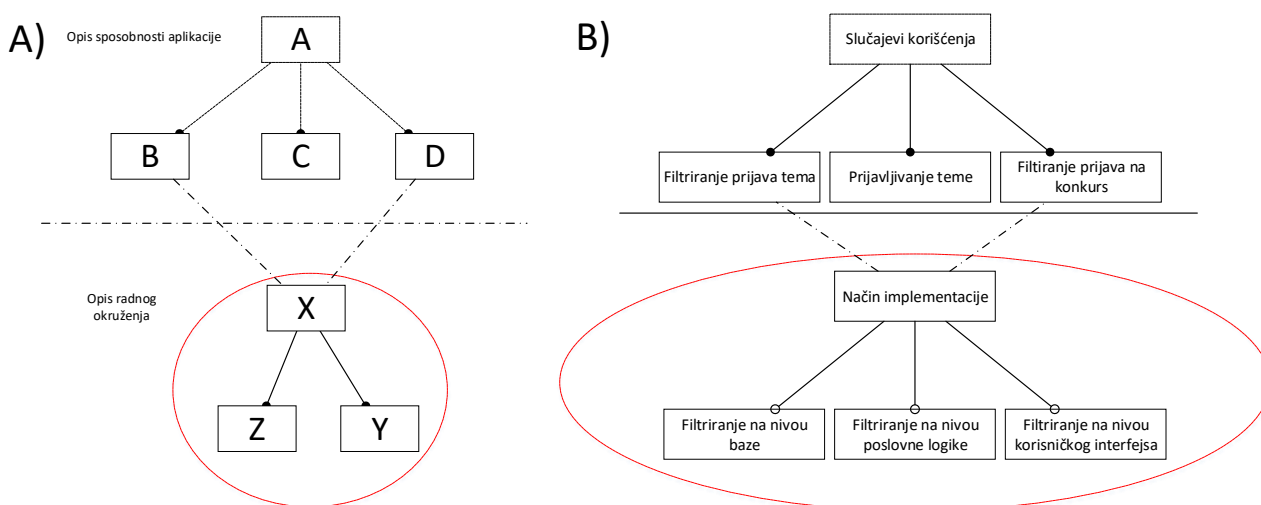 A)
Opis sposobnosti aplikacije
A
B
C
D
Opis radnog
okruženja
X
Z
Y
B)
Slučajevi korišćenja
Filtriranje prijava tema
Prijavljivanje teme
Filtiranje prijava na
konkurs
Način implementacije
Filtriranje na nivou
baze
Filtriranje na nivou
poslovne logike
Filtriranje na nivou
korisničkog interfejsa